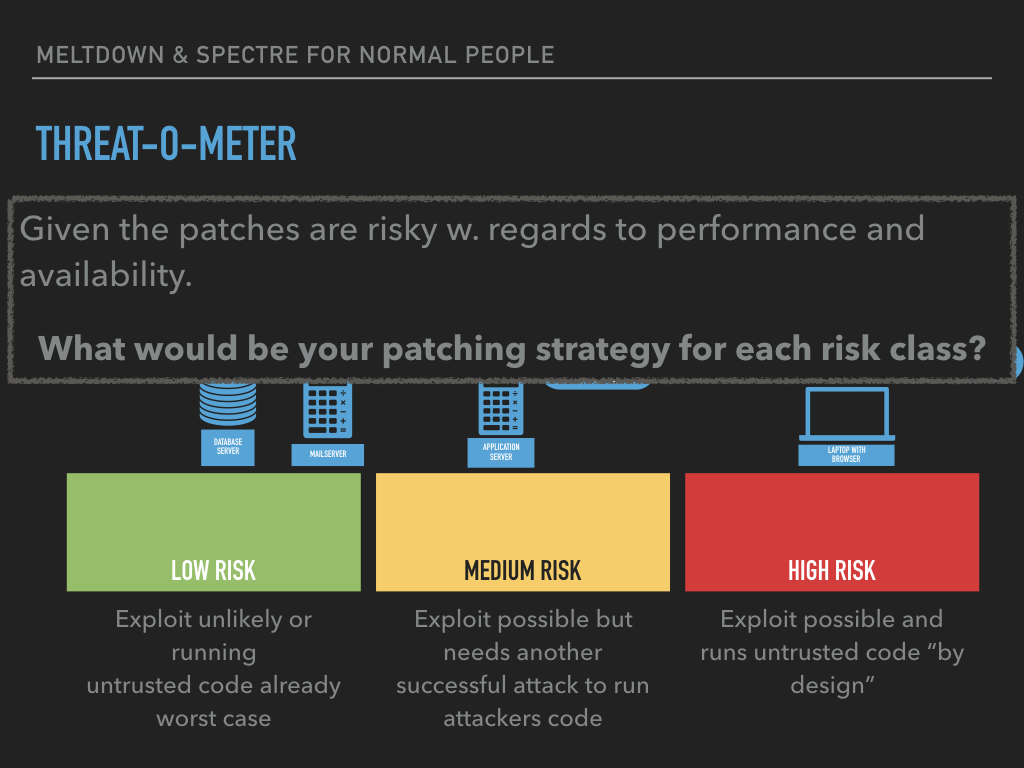 MELTDOWN & SPECTRE FOR NORMAL PEOPLE
THREAT-O-METER
Given the patches are risky w. regards to performance and
availability.
What would be your patching strategy for each risk class?
DATABASE
SERVER
MAILSERVER
APPLICATION
SERVER
LAPTOP WITH
BROWSER
LOW RISK
Exploit unlikely or
running
untrusted code already
worst case
MEDIUM RISK
Exploit possible but
needs another
successful attack to run
attackers code
HIGH RISK
Exploit possible and
runs untrusted code “by
design”